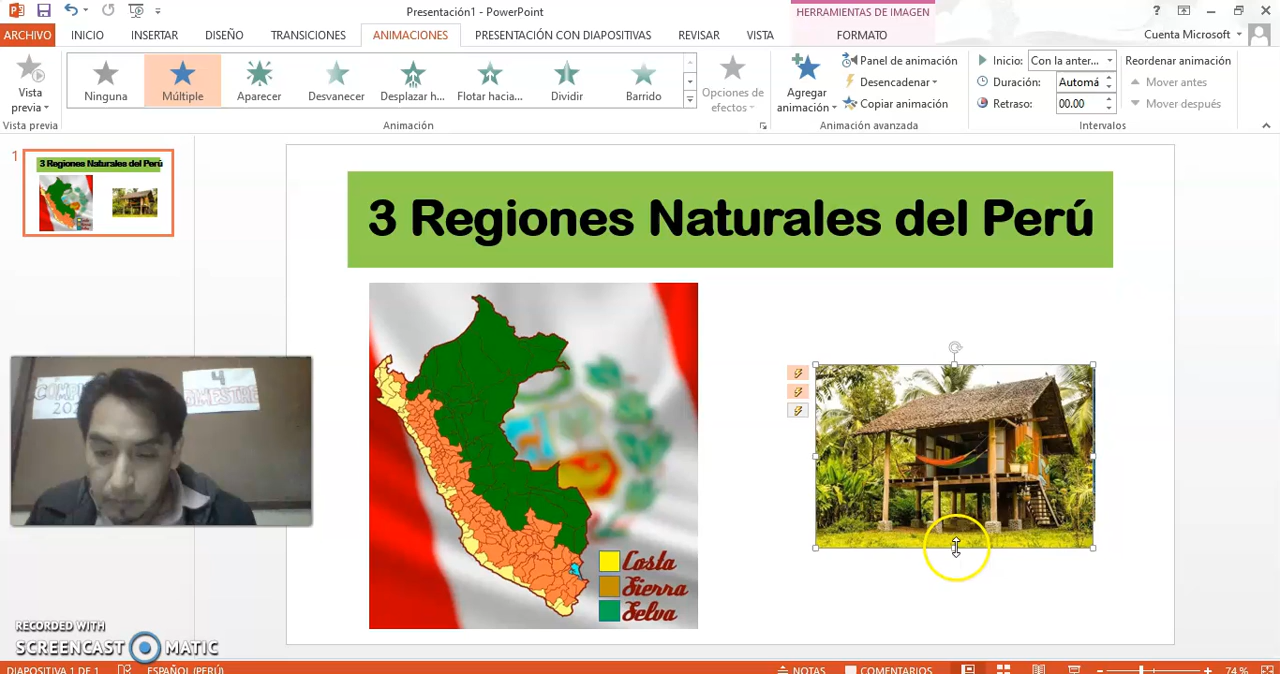 Presentación1 - PowerPoint
HERRAMIENTAS DE IMAGEN
?
ARCHIVO INICIO INSERTAR DISEÑO TRANSICIONES ANIMACIONES PRESENTACIÓN CON DIAPOSITIVAS REVISAR VISTA FORMATO Cuenta Microsoft
Vista previa
Ninguna Múltiple Aparecer Desvanecer Desplazar h... Flotar hacia... Dividir Barrido
Opciones de efectos
Agregar animación
Panel de animación
Desencadenar
Copiar animación
Inicio: Con la anter...
Duración: Automá
Retraso: 00.00
Reordenar animación
Mover antes
Mover después
Vista previa Animación Animación avanzada Intervalos
1
3 Regiones Naturales del Perú
3 Regiones Naturales del Perú
Costa
Sierra
Selva
4
RECORDED WITH
SCREENCAST MATIC
DIAPOSITIVA 1 DE 1 ESPAÑOL (PERÚ) NOTAS COMENTARIOS 74 %